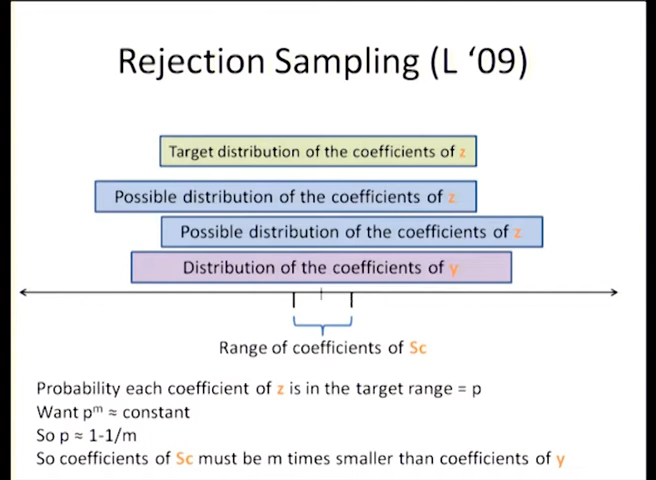 Rejection Sampling (L ‘09)
Target distribution of the coefficients of z
Possible distribution of the coefficients of z
Possible distribution of the coefficients of z
Distribution of the coefficients of y
Range of coefficients of Sc
Probability each coefficient of z is in the target range = p
Want pᵐ ≈ constant
So p ≈ 1-1/m
So coefficients of Sc must be m times smaller than coefficients of y